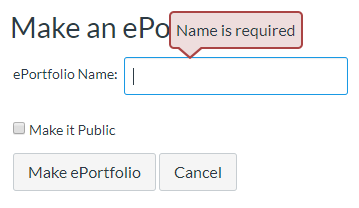 Make an ePo
Name is required
ePortfolio Name:
Make it Public
Make ePortfolio
Cancel